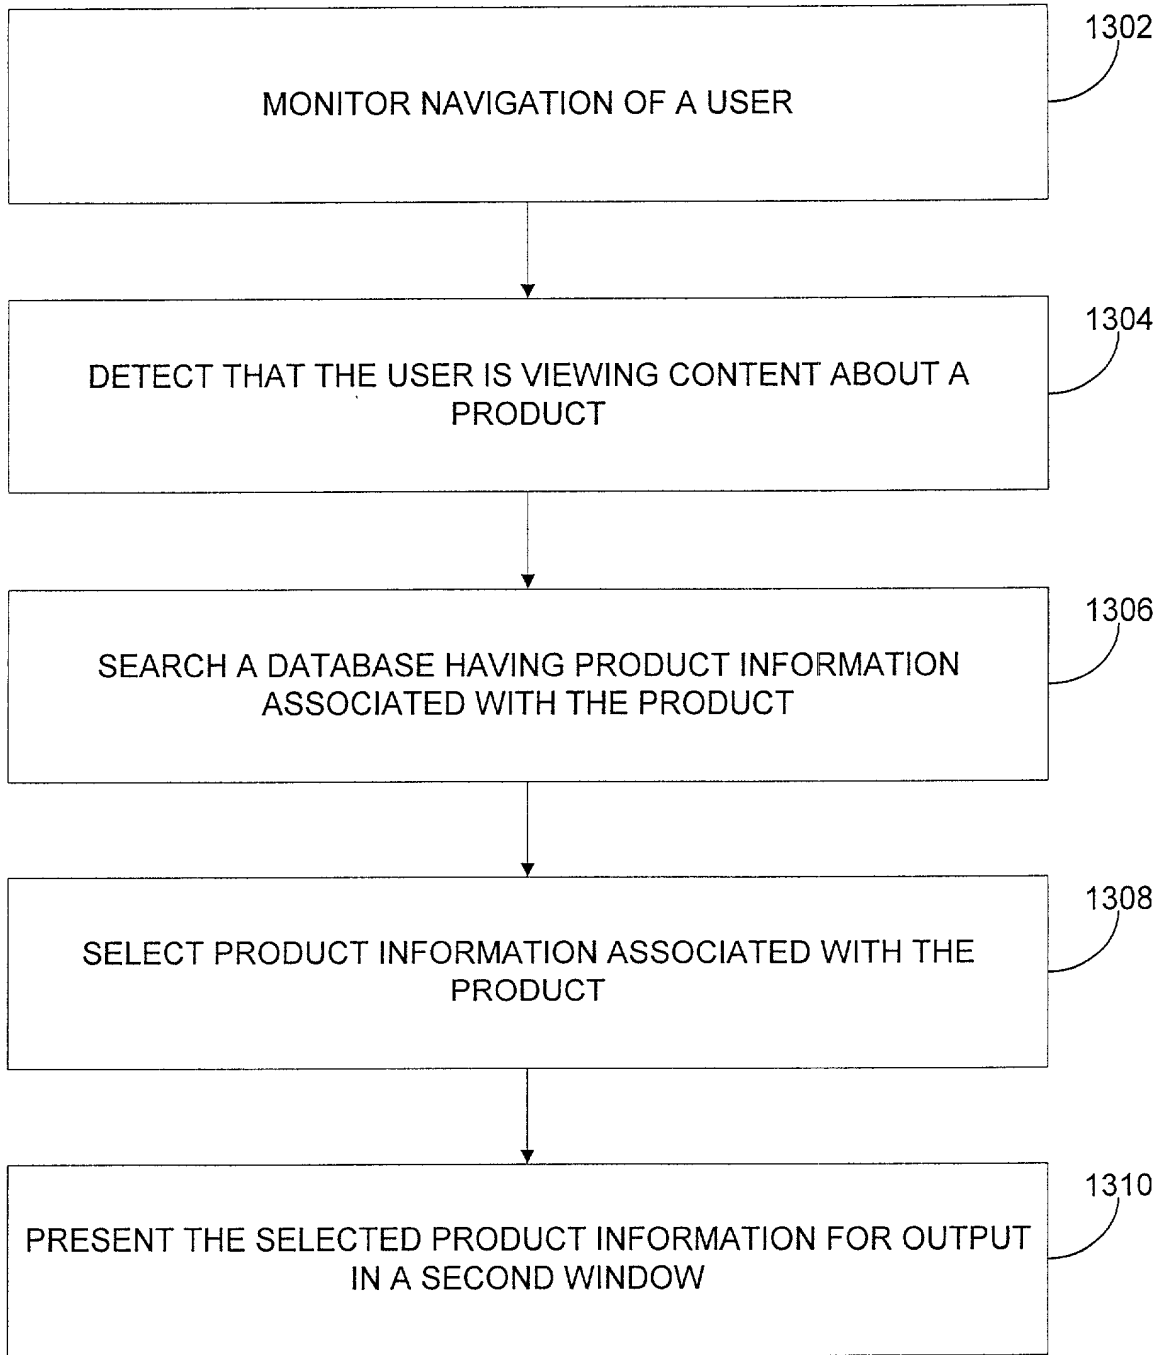 1302
MONITOR NAVIGATION OF A USER
1304
DETECT THAT THE USER IS VIEWING CONTENT ABOUT A
PRODUCT
1306
SEARCH A DATABASE HAVING PRODUCT INFORMATION
ASSOCIATED WITH THE PRODUCT
1308
SELECT PRODUCT INFORMATION ASSOCIATED WITH THE
PRODUCT
1310
PRESENT THE SELECTED PRODUCT INFORMATION FOR OUTPUT
IN A SECOND WINDOW